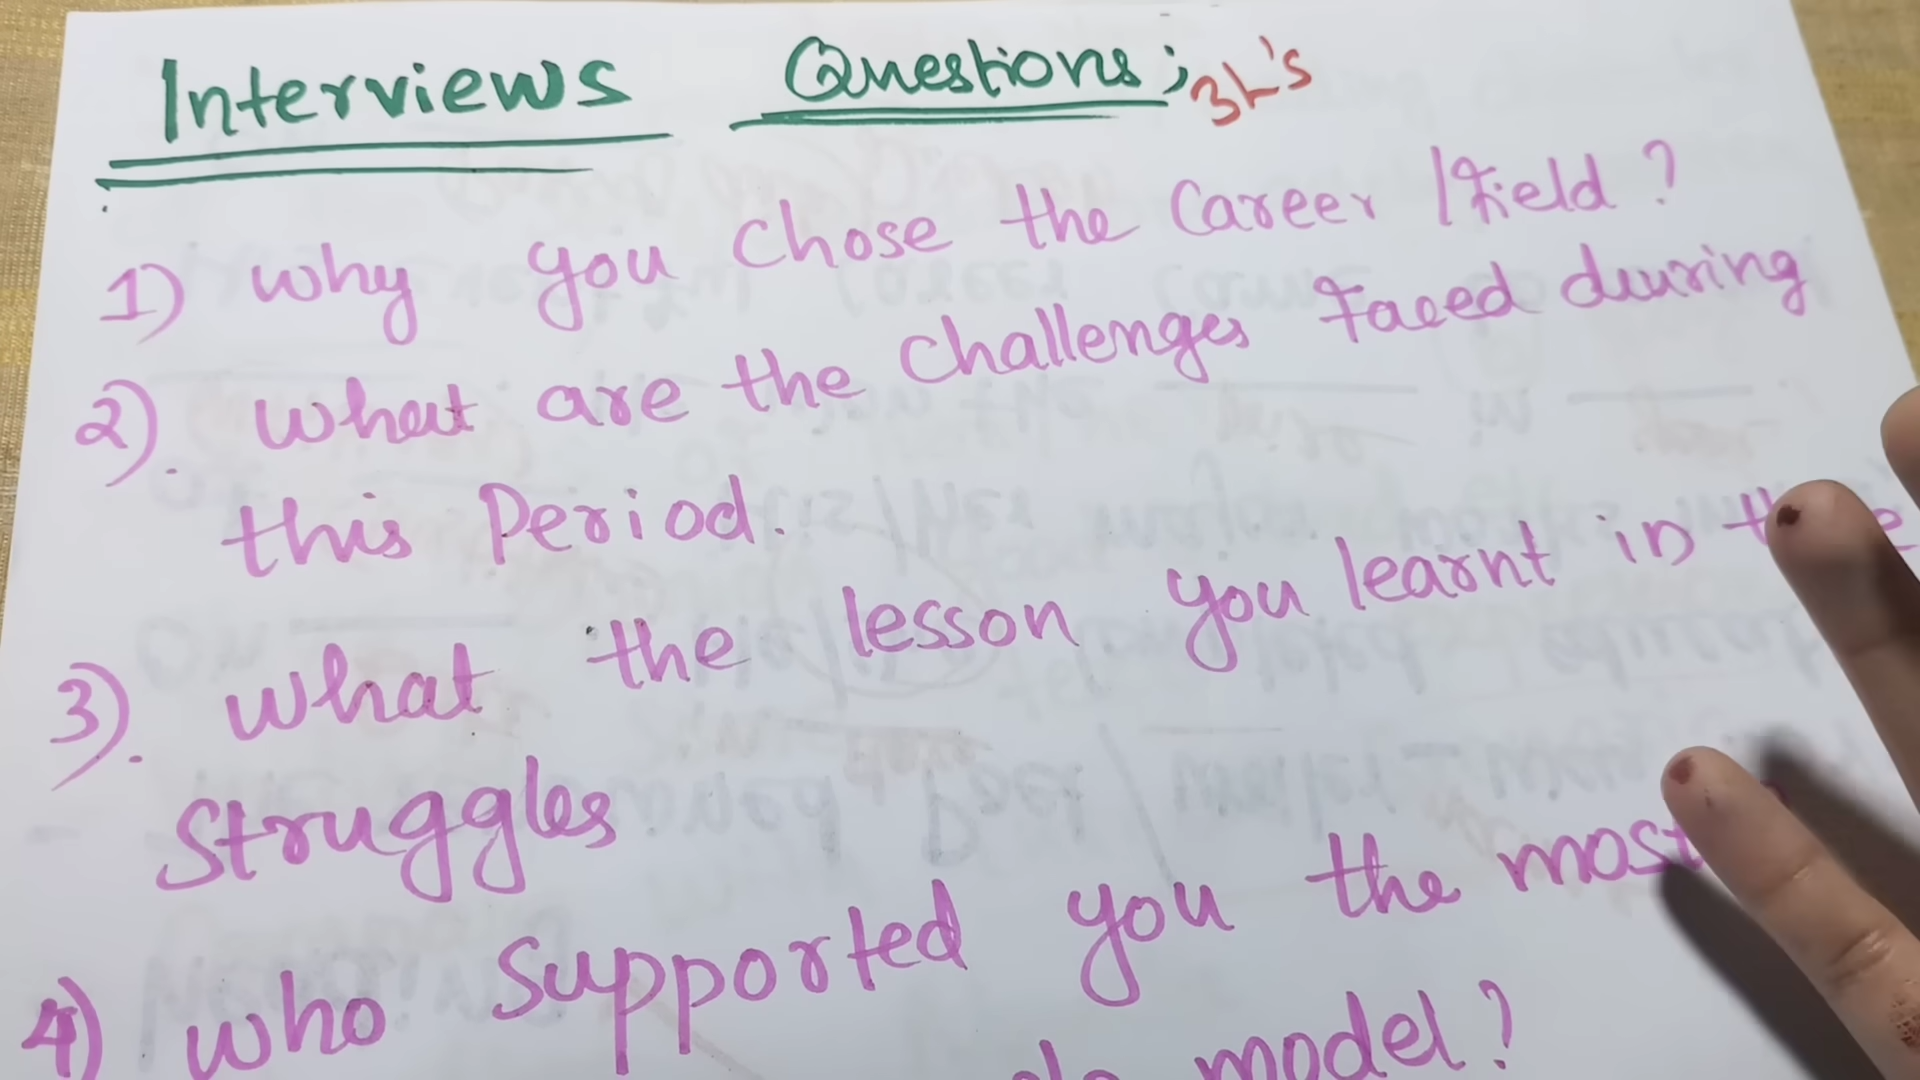 Interviews Questions; 3L's
1) why you chose the Career /field?
2). what are the challenges faced during
this Period.
3). what the lesson you learnt in the
struggles
4) who supported you the most
model?